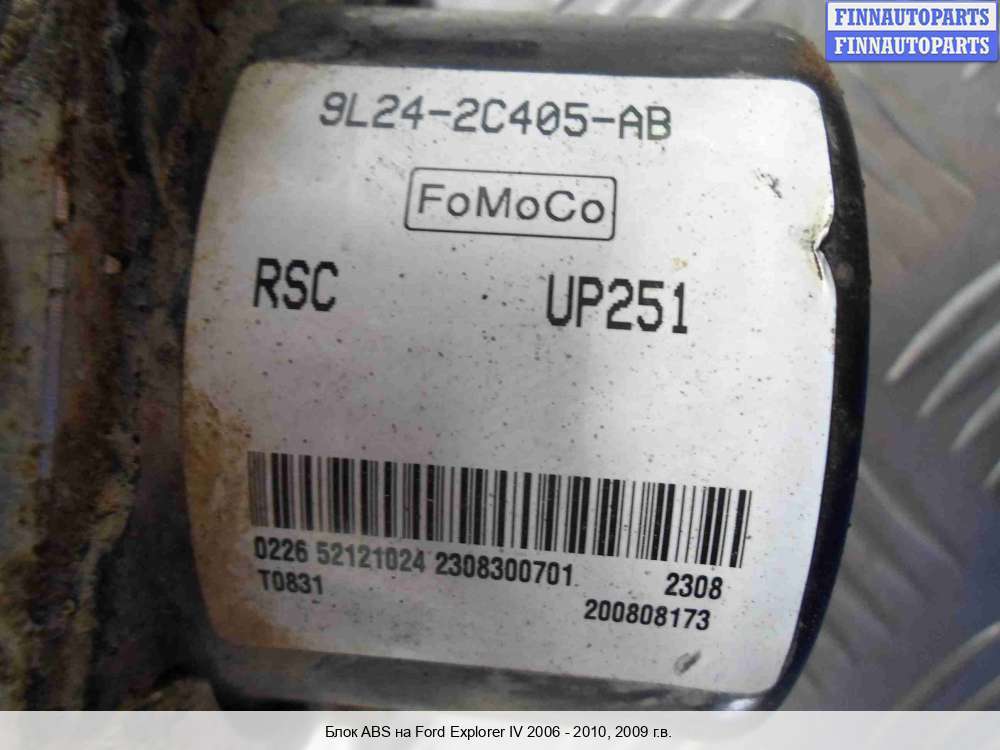 FINNAUTOPARTS
FINNAUTOPARTS
9L24-2C405-AB
FoMoCo
RSC UP251
0226 52121024 2308300701 2308
T0831 200808173
Блок ABS на Ford Explorer IV 2006 - 2010, 2009 г.в.